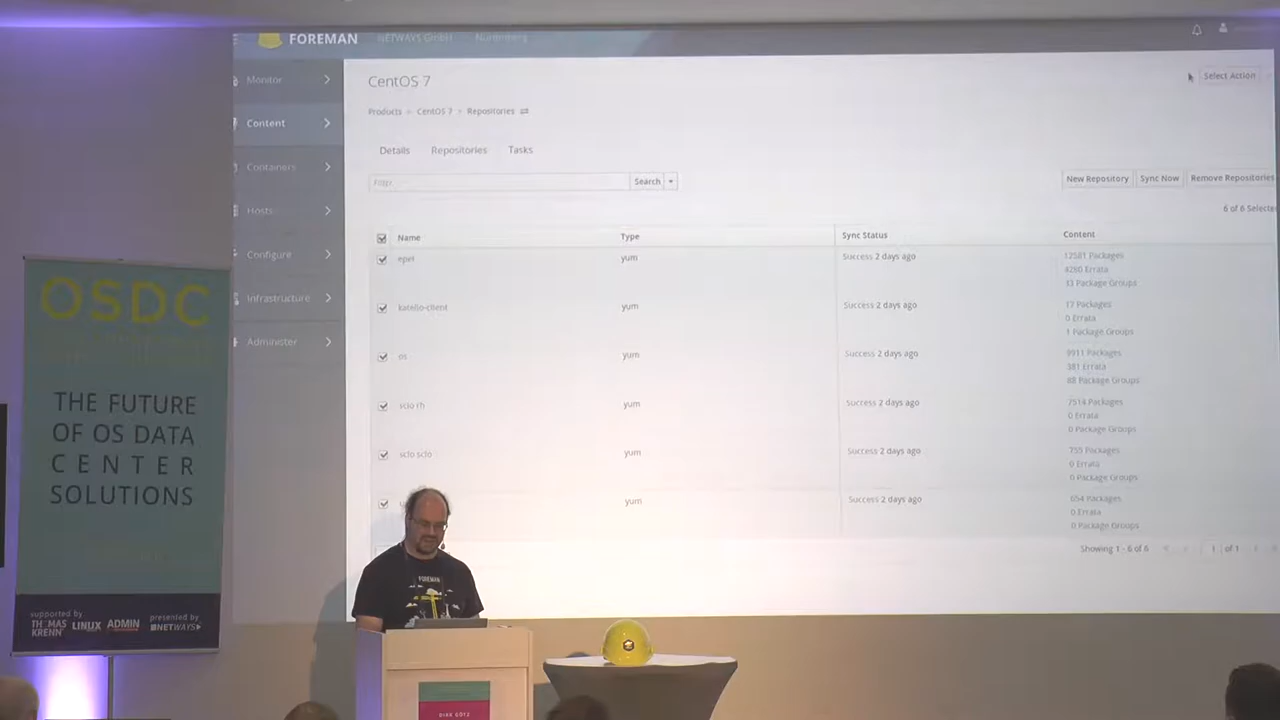 FOREMAN NETWAYS GmbH Nürnberg
Monitor
Content
Containers
Hosts
Configure
Infrastructure
Administer
CentOS 7
Select Action
Products > CentOS 7 > Repositories
Details Repositories Tasks
Filter... Search
New Repository Sync Now Remove Repositories
6 of 6 Selecte
Name Type Sync Status Content
epel yum Success 2 days ago 12581 Packages
4260 Errata
33 Package Groups
katello-client yum Success 2 days ago 17 Packages
0 Errata
1 Package Groups
os yum Success 2 days ago 9911 Packages
381 Errata
88 Package Groups
sclo rh yum Success 2 days ago 7514 Packages
0 Errata
0 Package Groups
sclo sclo yum Success 2 days ago 755 Packages
0 Errata
0 Package Groups
yum Success 2 days ago 654 Packages
0 Errata
0 Package Groups
Showing 1 - 6 of 6 1 of 1
OSDC
THE FUTURE
OF OS DATA
CENTER
SOLUTIONS
supported by
THOMAS
KRENN
LINUX
ADMIN
presented by
NETWAYS
FOREMAN
DIRK GÖTZ